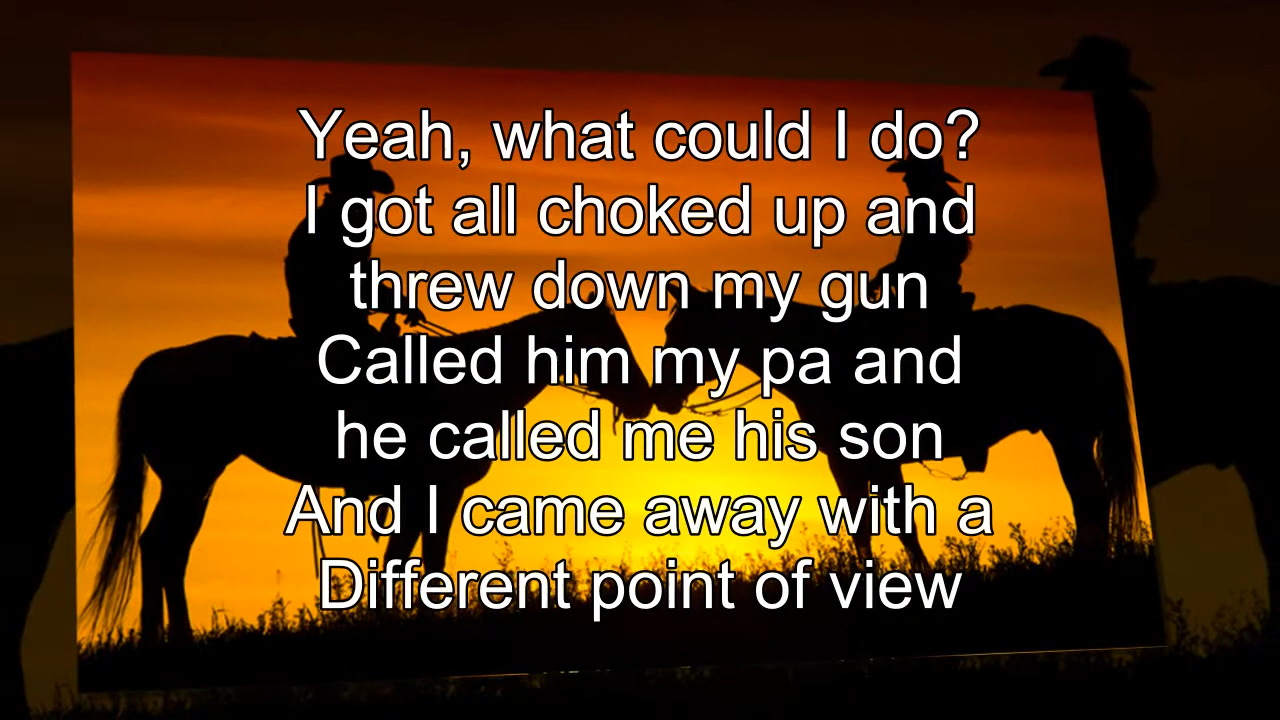 Yeah, what could I do?
I got all choked up and
threw down my gun
Called him my pa and
he called me his son
And I came away with a
Different point of view